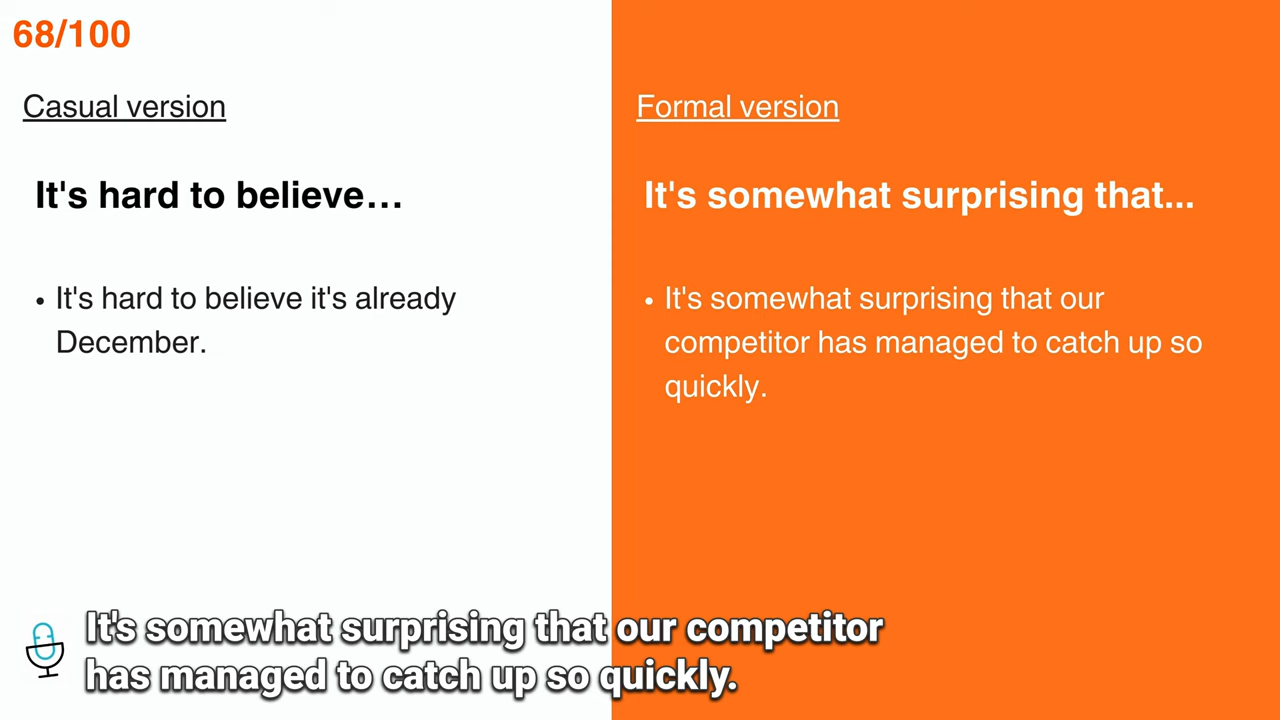 68/100
Casual version
It's hard to believe…
• It's hard to believe it's already
December.
Formal version
It's somewhat surprising that...
• It's somewhat surprising that our
competitor has managed to catch up so
quickly.
It's somewhat surprising that our competitor
has managed to catch up so quickly.